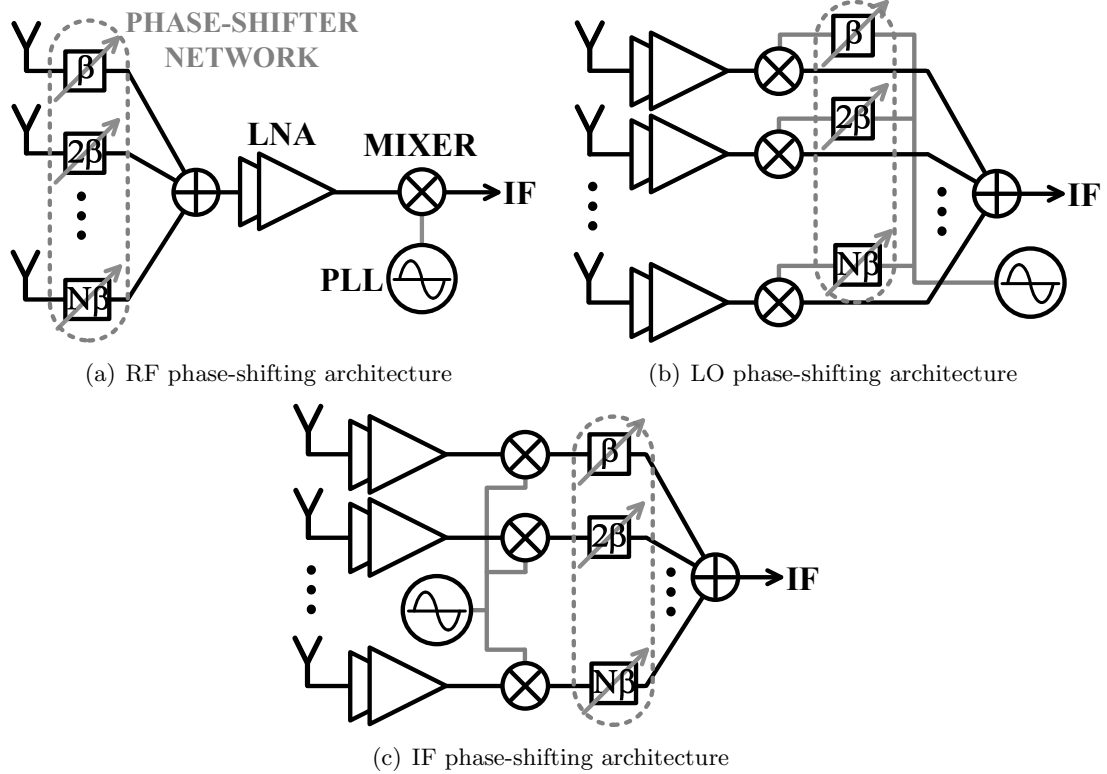 PHASE-SHIFTER
NETWORK
β
2β
Nβ
LNA
MIXER
IF
PLL
(a) RF phase-shifting architecture
β
2β
Nβ
IF
(b) LO phase-shifting architecture
β
2β
Nβ
IF
(c) IF phase-shifting architecture